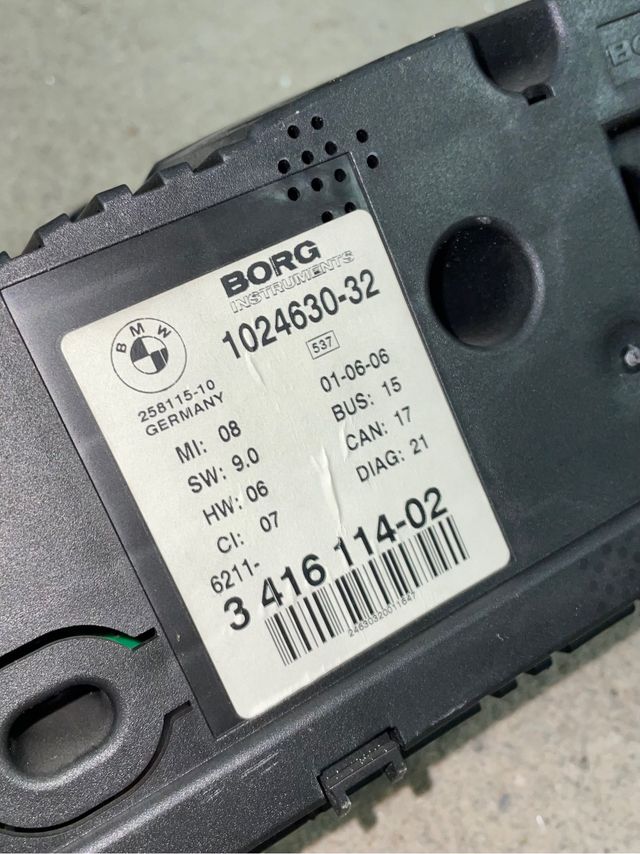 BORG
INSTRUMENTS
BMW
1024630-32
537
258115-10
GERMANY
01-06-06
MI: 08
BUS: 15
SW: 9.0
CAN: 17
HW: 06
DIAG: 21
CI: 07
6211-
3 416 114-02
24630320011647